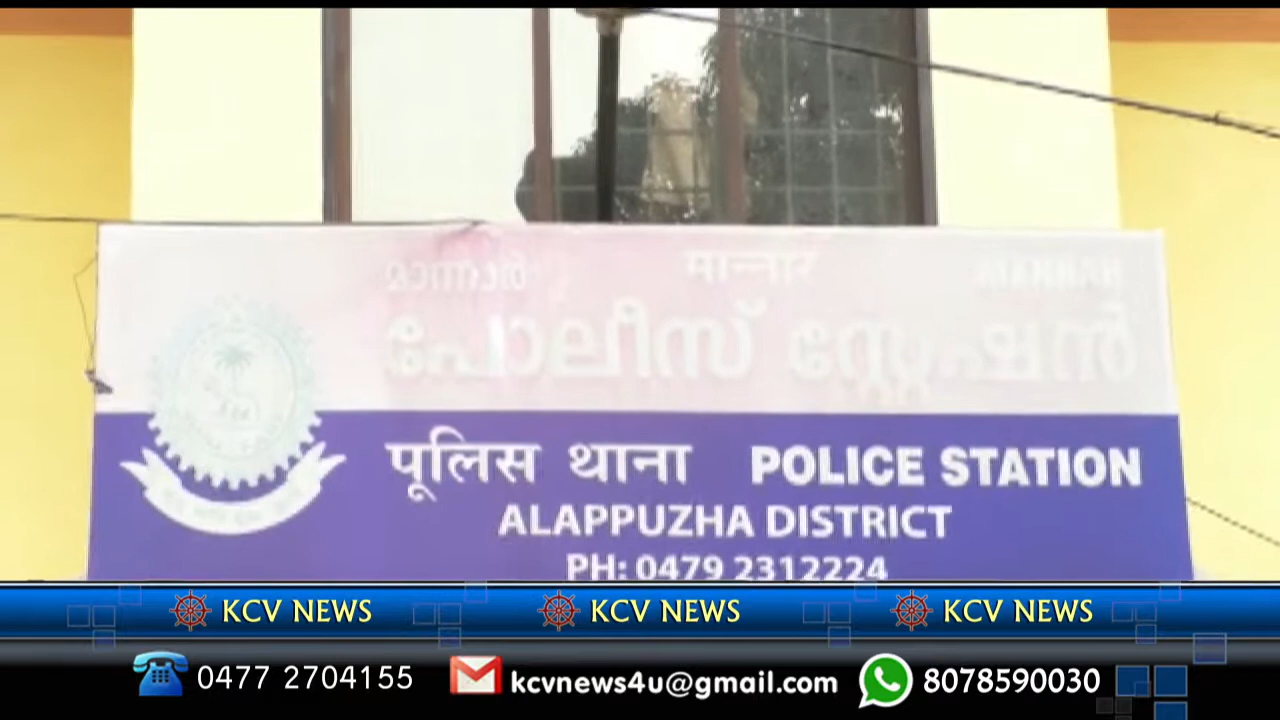 മാന്നാർ मान्नार MANNAR
പോലീസ് സ്റ്റേഷൻ
पूलिस थाना POLICE STATION
ALAPPUZHA DISTRICT
PH: 0479 2312224
KCV NEWS KCV NEWS KCV NEWS
0477 2704155 kcvnews4u@gmail.com 8078590030